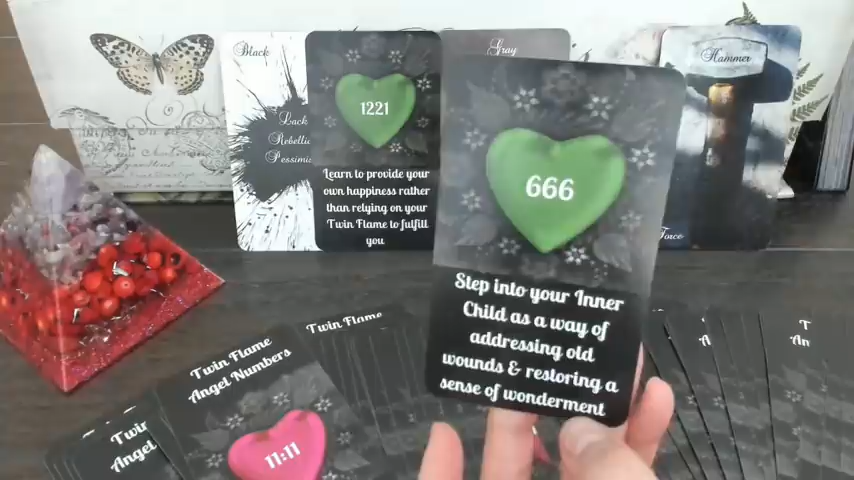 Black
Lack
Pessimis
1221
Learn to provide your
own happiness rather
than relying on your
Twin Flame to fulfill
you
Gray
666
Step into your Inner
Child as a way of
addressing old
wounds & restoring a
sense of wonderment
Hammer
Force
Twin Flame
Angel Numbers
11:11
Twin Flame
Twin
Angel
T
An
A